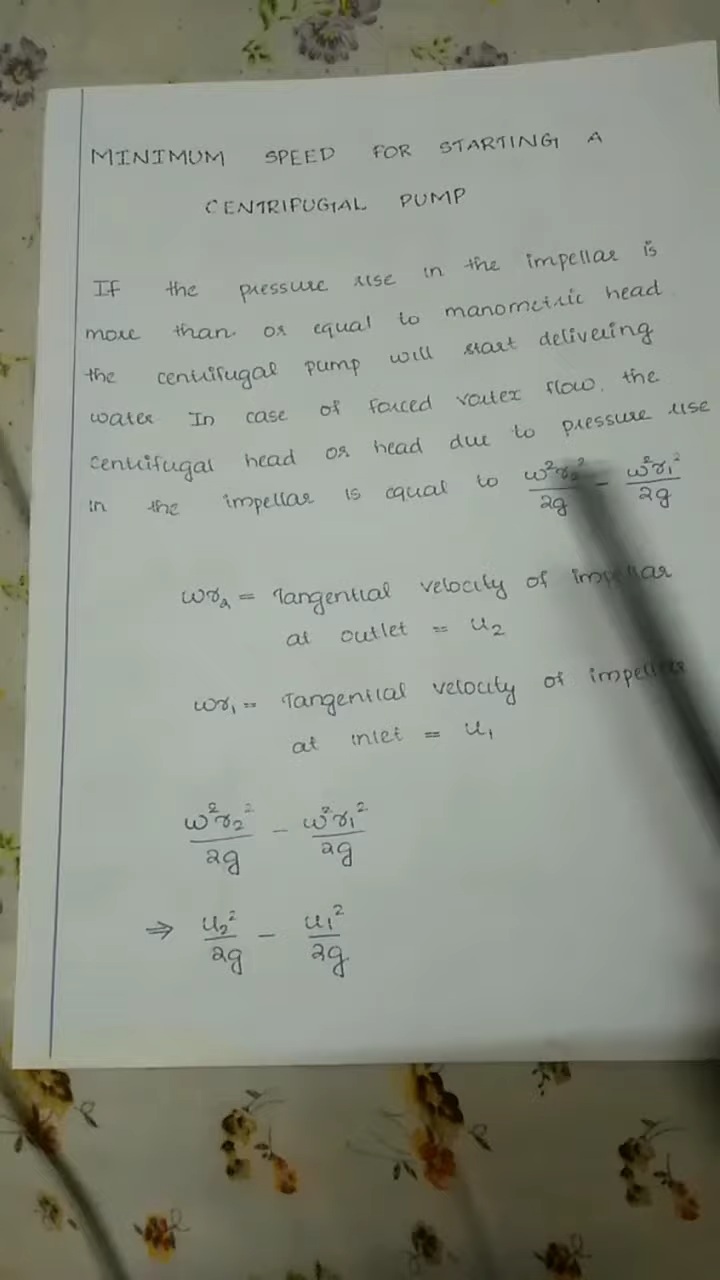 MINIMUM SPEED FOR STARTING A
CENTRIFUGAL PUMP
If the pressure rise in the impellar is
more than or equal to manometric head
the centrifugal pump will start delivering
water In case of forced vortex flow. the
centrifugal head or head due to pressure rise
in the impellar is equal to ω²r₂²/2g - ω²r₁²/2g
ωr₂ = Tangential velocity of impellar
at outlet = u₂
ωr₁ = Tangential velocity of impellar
at inlet = u₁
ω²r₂²/2g - ω²r₁²/2g
⇒ u₂²/2g - u₁²/2g